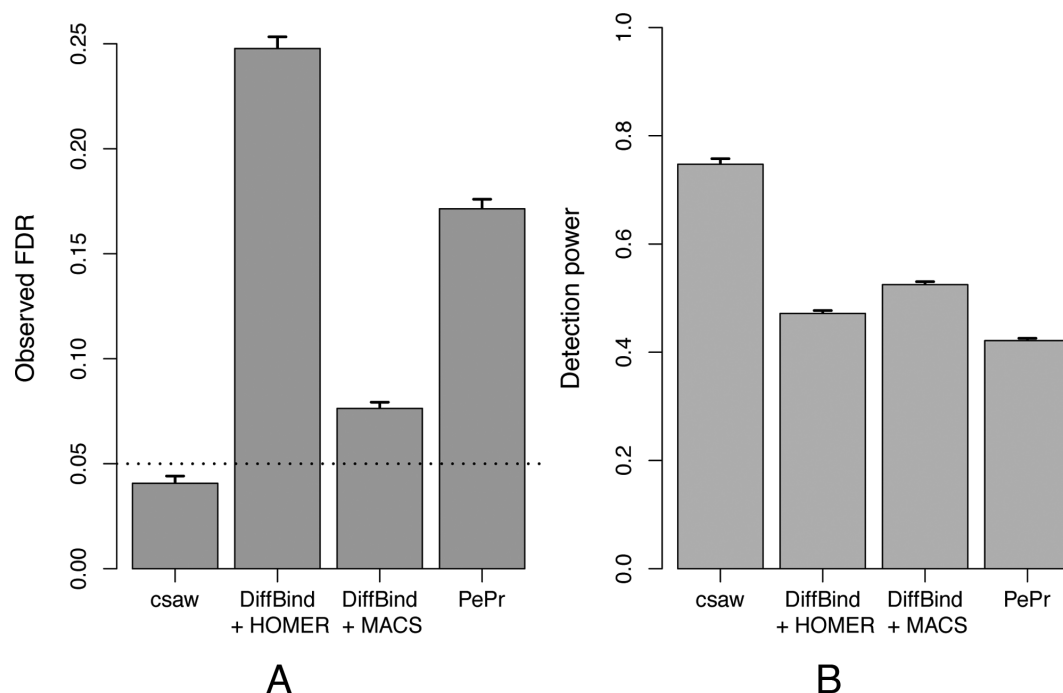 Observed FDR
0.25
0.20
0.15
0.10
0.05
0.00
csaw
DiffBind
+ HOMER
DiffBind
+ MACS
PePr
A
Detection power
1.0
0.8
0.6
0.4
0.2
0.0
csaw
DiffBind
+ HOMER
DiffBind
+ MACS
PePr
B